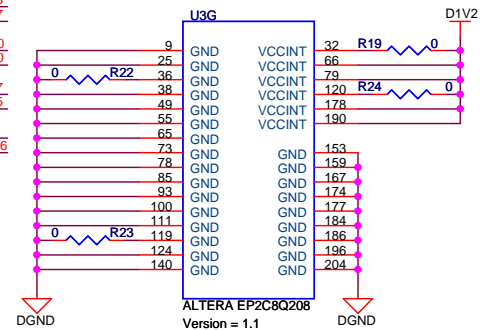 U3G
D1V2
9 GND VCCINT 32 R19 0
25 GND VCCINT 66
0 R22 36 GND VCCINT 79
38 GND VCCINT 120 R24 0
49 GND VCCINT 178
55 GND VCCINT 190
65 GND
73 GND GND 153
78 GND GND 159
85 GND GND 167
93 GND GND 174
100 GND GND 177
111 GND GND 184
0 R23 119 GND GND 186
124 GND GND 196
140 GND GND 204
ALTERA EP2C8Q208
DGND Version = 1.1 DGND